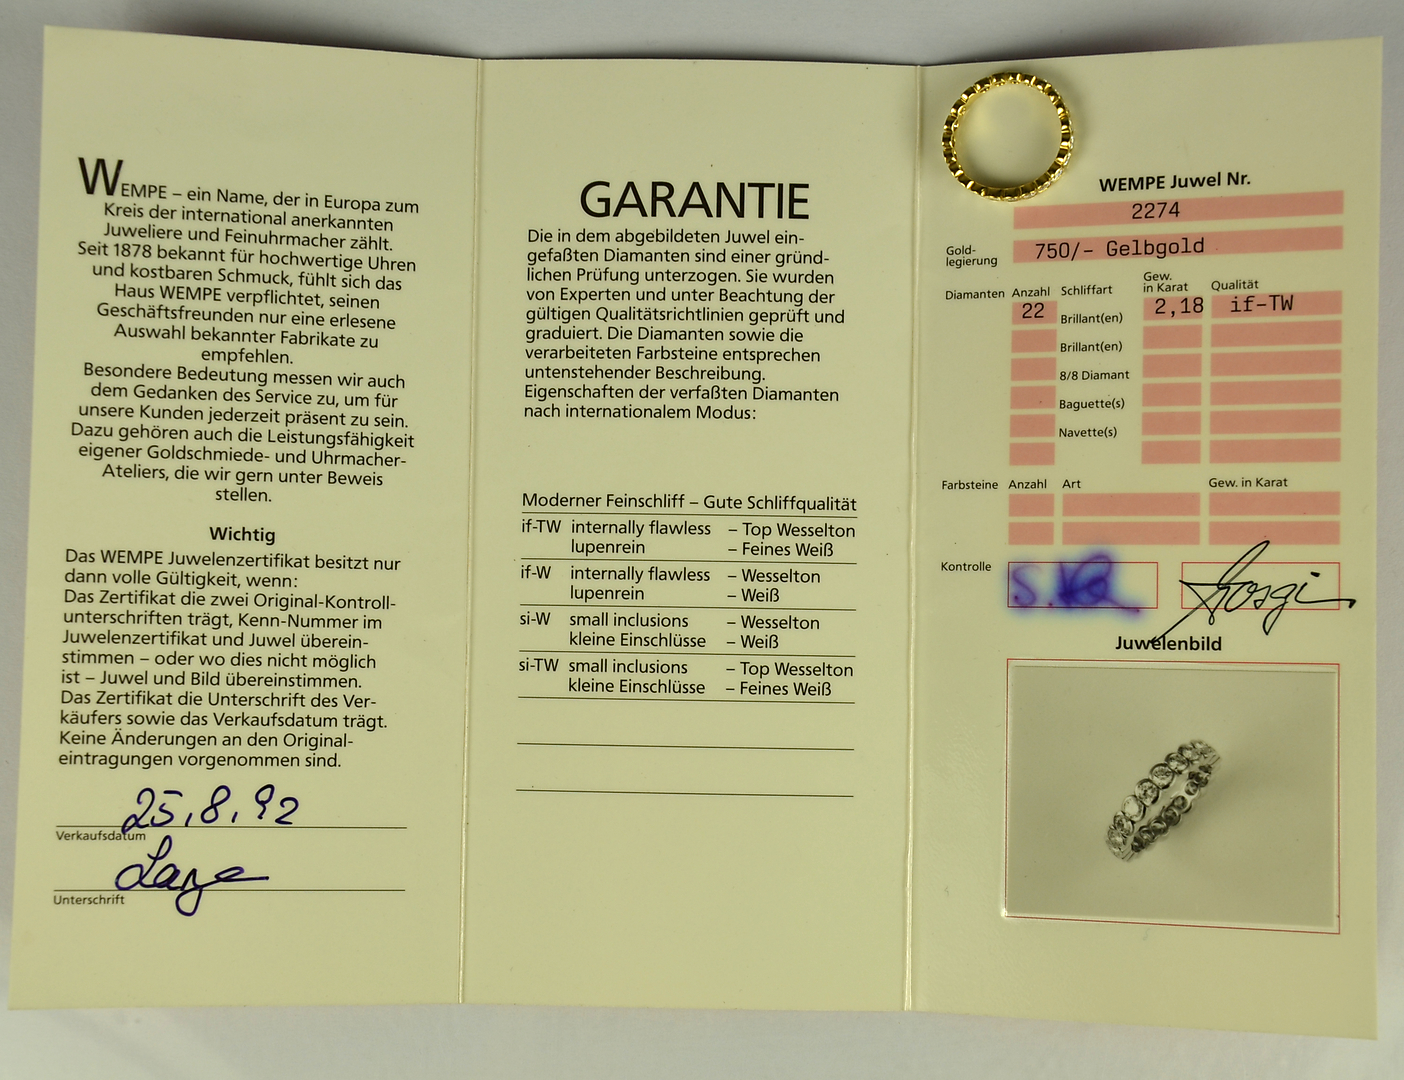 WEMPE – ein Name, der in Europa zum
Kreis der international anerkannten
Juweliere und Feinuhrmacher zählt.
Seit 1878 bekannt für hochwertige Uhren
und kostbaren Schmuck, fühlt sich das
Haus WEMPE verpflichtet, seinen
Geschäftsfreunden nur eine erlesene
Auswahl bekannter Fabrikate zu
empfehlen.
Besondere Bedeutung messen wir auch
dem Gedanken des Service zu, um für
unsere Kunden jederzeit präsent zu sein.
Dazu gehören auch die Leistungsfähigkeit
eigener Goldschmiede- und Uhrmacher-
Ateliers, die wir gern unter Beweis
stellen.
Wichtig
Das WEMPE Juwelenzertifikat besitzt nur
dann volle Gültigkeit, wenn:
Das Zertifikat die zwei Original-Kontroll-
unterschriften trägt, Kenn-Nummer im
Juwelenzertifikat und Juwel überein-
stimmen – oder wo dies nicht möglich
ist – Juwel und Bild übereinstimmen.
Das Zertifikat die Unterschrift des Ver-
käufers sowie das Verkaufsdatum trägt.
Keine Änderungen an den Original-
eintragungen vorgenommen sind.
25.8.92
Verkaufsdatum
Unterschrift
GARANTIE
Die in dem abgebildeten Juwel ein-
gefaßten Diamanten sind einer gründ-
lichen Prüfung unterzogen. Sie wurden
von Experten und unter Beachtung der
gültigen Qualitätsrichtlinien geprüft und
graduiert. Die Diamanten sowie die
verarbeiteten Farbsteine entsprechen
untenstehender Beschreibung.
Eigenschaften der verfaßten Diamanten
nach internationalem Modus:
Moderner Feinschliff – Gute Schliffqualität
if-TW internally flawless – Top Wesselton
lupenrein – Feines Weiß
if-W internally flawless – Wesselton
lupenrein – Weiß
si-W small inclusions – Wesselton
kleine Einschlüsse – Weiß
si-TW small inclusions – Top Wesselton
kleine Einschlüsse – Feines Weiß
WEMPE Juwel Nr.
2274
Gold-
legierung 750/- Gelbgold
Diamanten Anzahl Schliffart Gew. in Karat Qualität
22 Brillant(en) 2,18 if-TW
Brillant(en)
8/8 Diamant
Baguette(s)
Navette(s)
Farbsteine Anzahl Art Gew. in Karat
Kontrolle
Juwelenbild